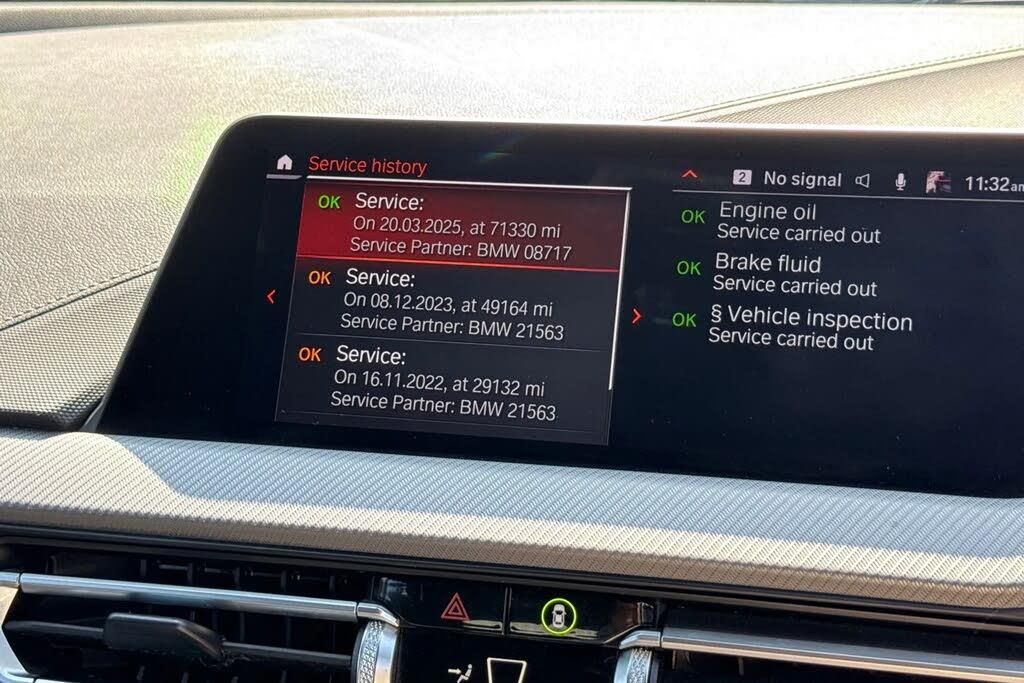 Service history
OK Service:
On 20.03.2025, at 71330 mi
Service Partner: BMW 08717
OK Service:
On 08.12.2023, at 49164 mi
Service Partner: BMW 21563
OK Service:
On 16.11.2022, at 29132 mi
Service Partner: BMW 21563
2 No signal 11:32am
OK Engine oil
Service carried out
OK Brake fluid
Service carried out
OK § Vehicle inspection
Service carried out